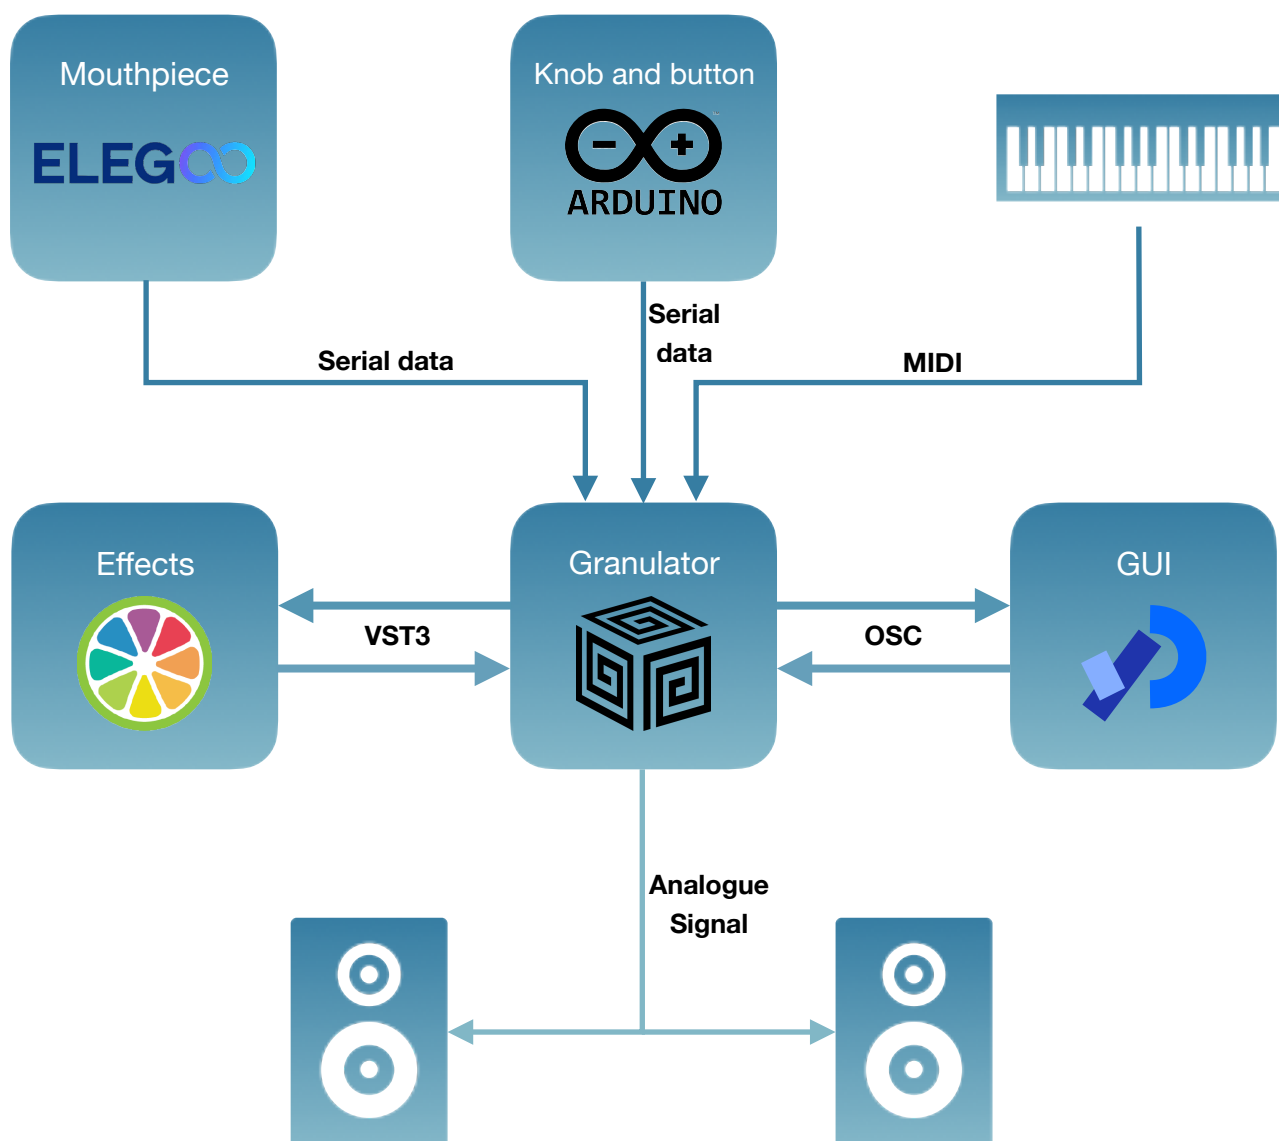 Mouthpiece
ELEGOO
Knob and button
ARDUINO
Serial data
Serial
data
MIDI
Effects
VST3
Granulator
OSC
GUI
Analogue
Signal